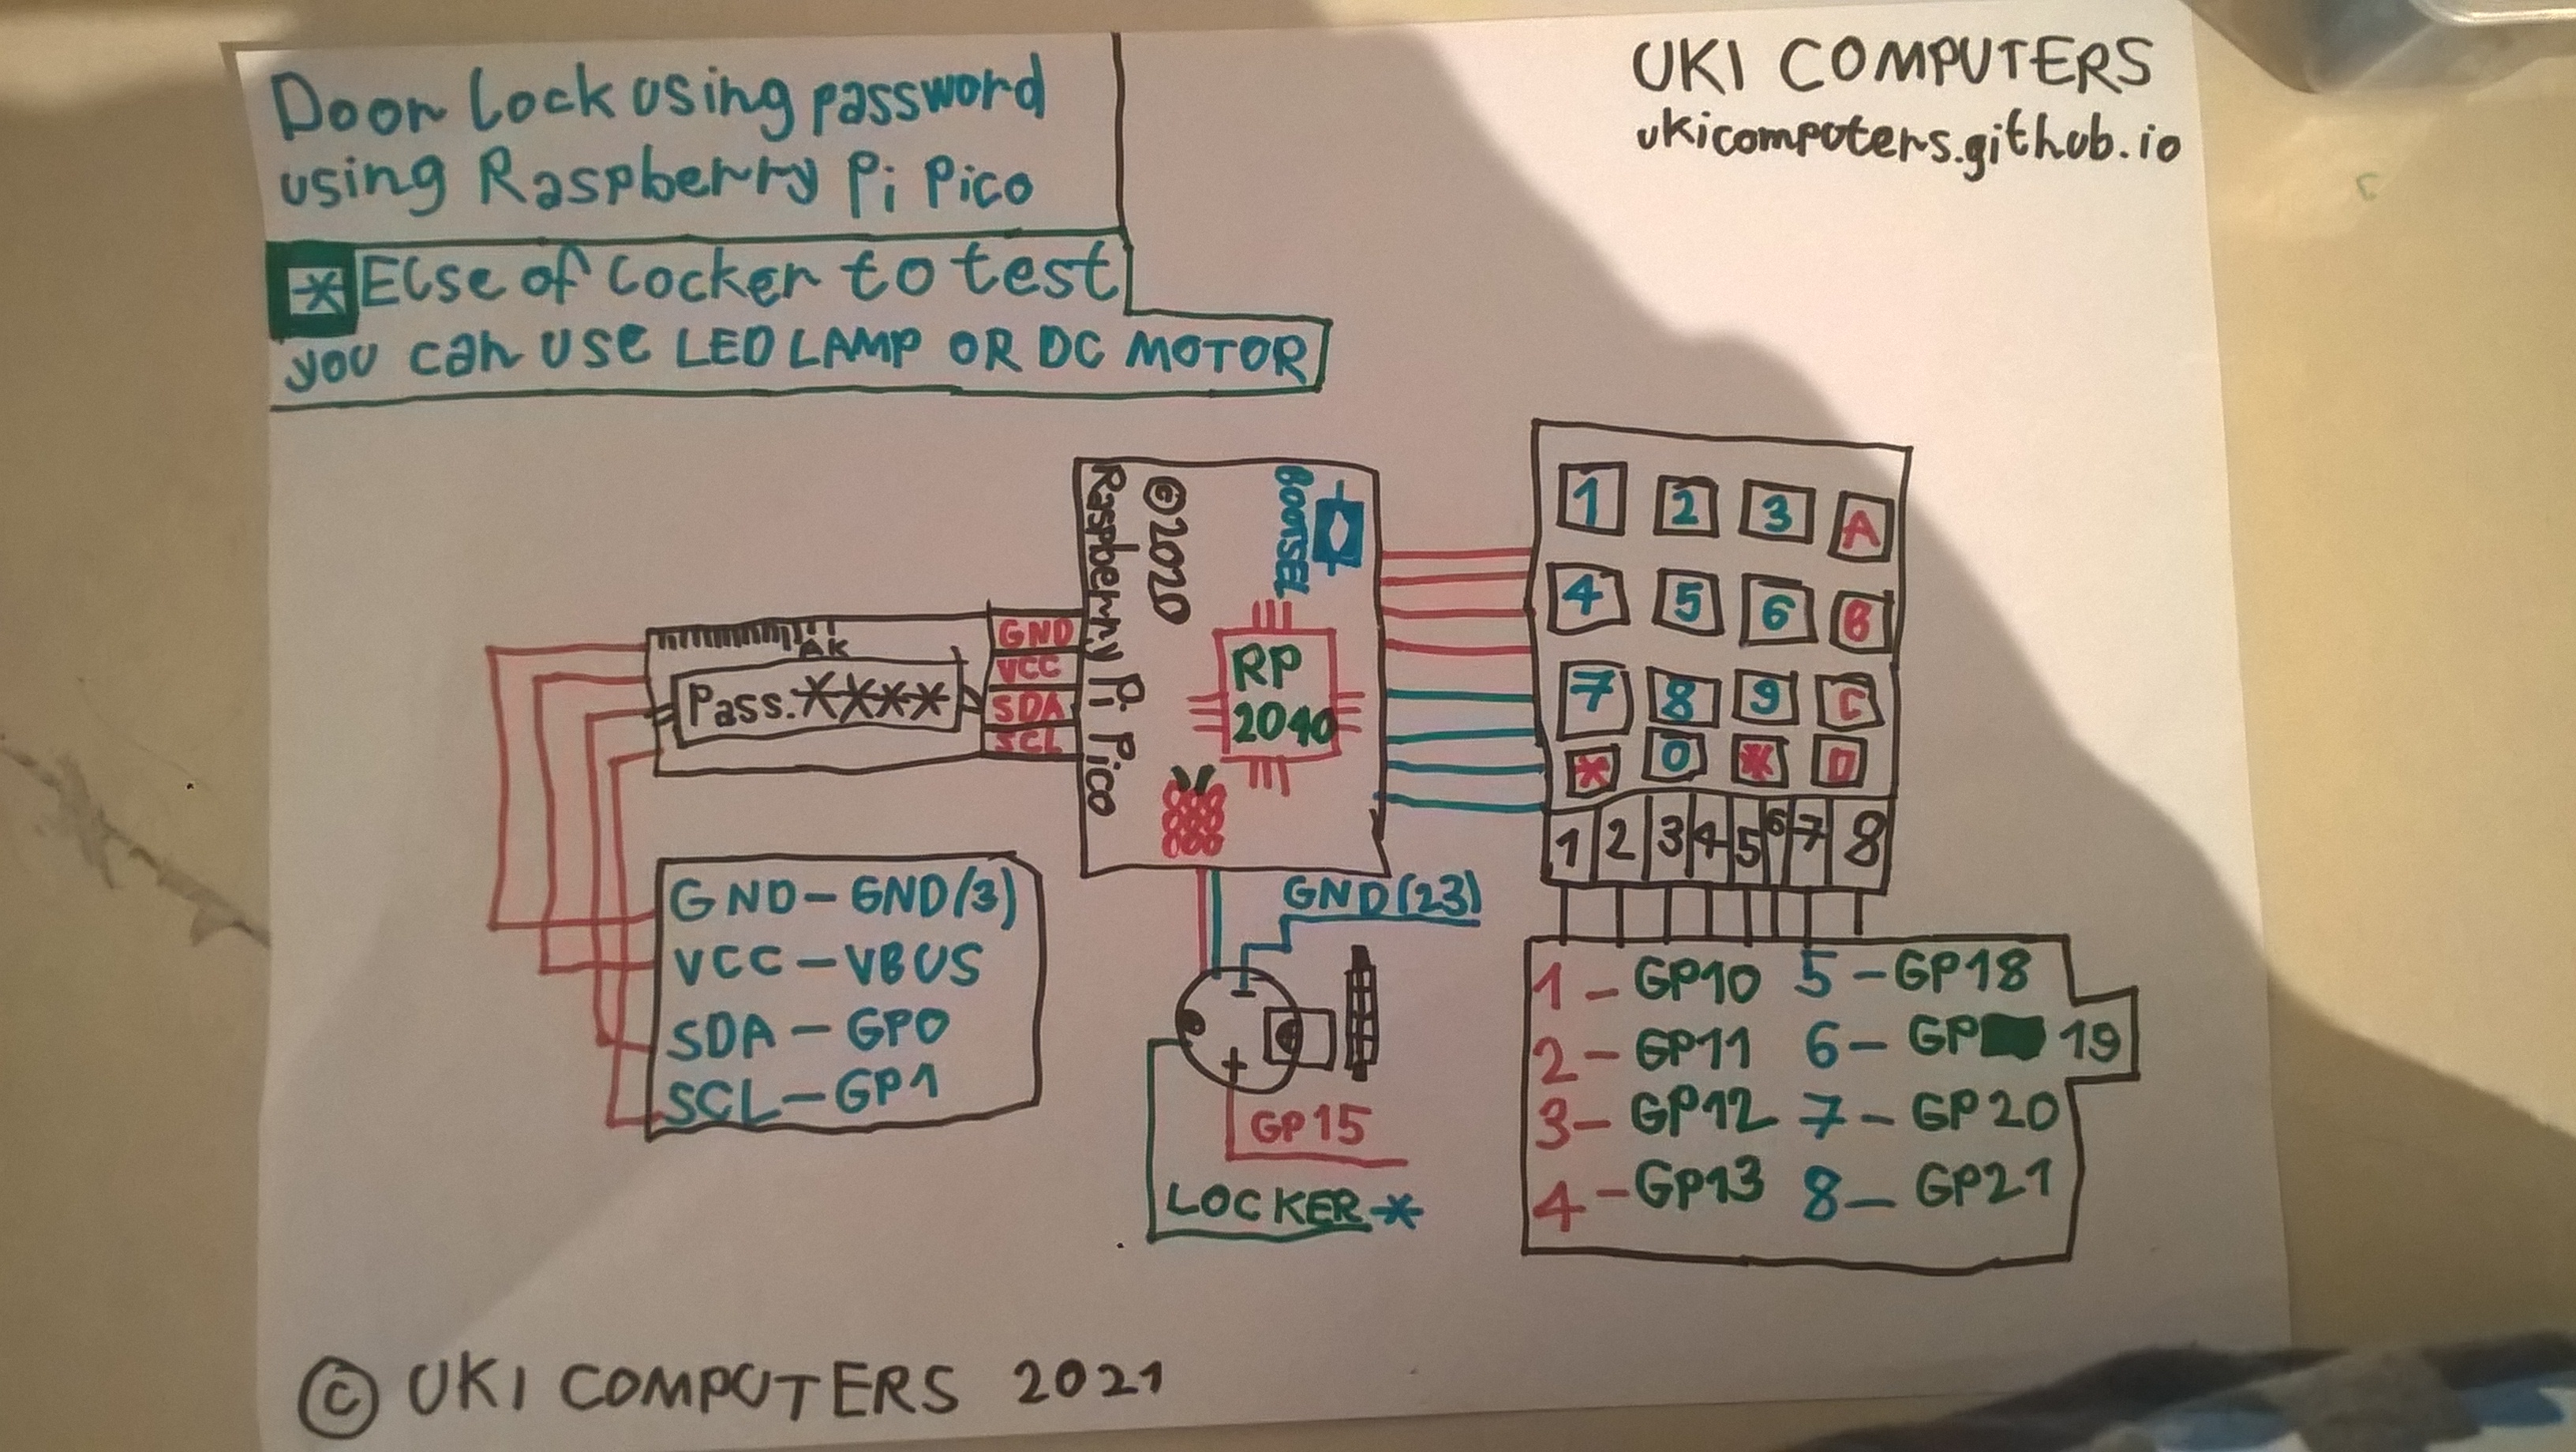 Door lock using password
using Raspberry Pi Pico
* Else of locker to test
you can use LED LAMP OR DC MOTOR
UKI COMPUTERS
ukicomputers.github.io
Raspberry Pi Pico
©2020
BOOTSEL
RP
2040
AK
Pass.****
GND
VCC
SDA
SCL
1 2 3 A
4 5 6 B
7 8 9 C
* 0 * D
1 2 3 4 5 6 7 8
GND-GND(3)
VCC-VBUS
SDA-GP0
SCL-GP1
GND(23)
-
+
GP15
LOCKER*
1-GP10 5-GP18
2-GP11 6-GP 19
3-GP12 7-GP20
4-GP13 8-GP21
© UKI COMPUTERS 2021